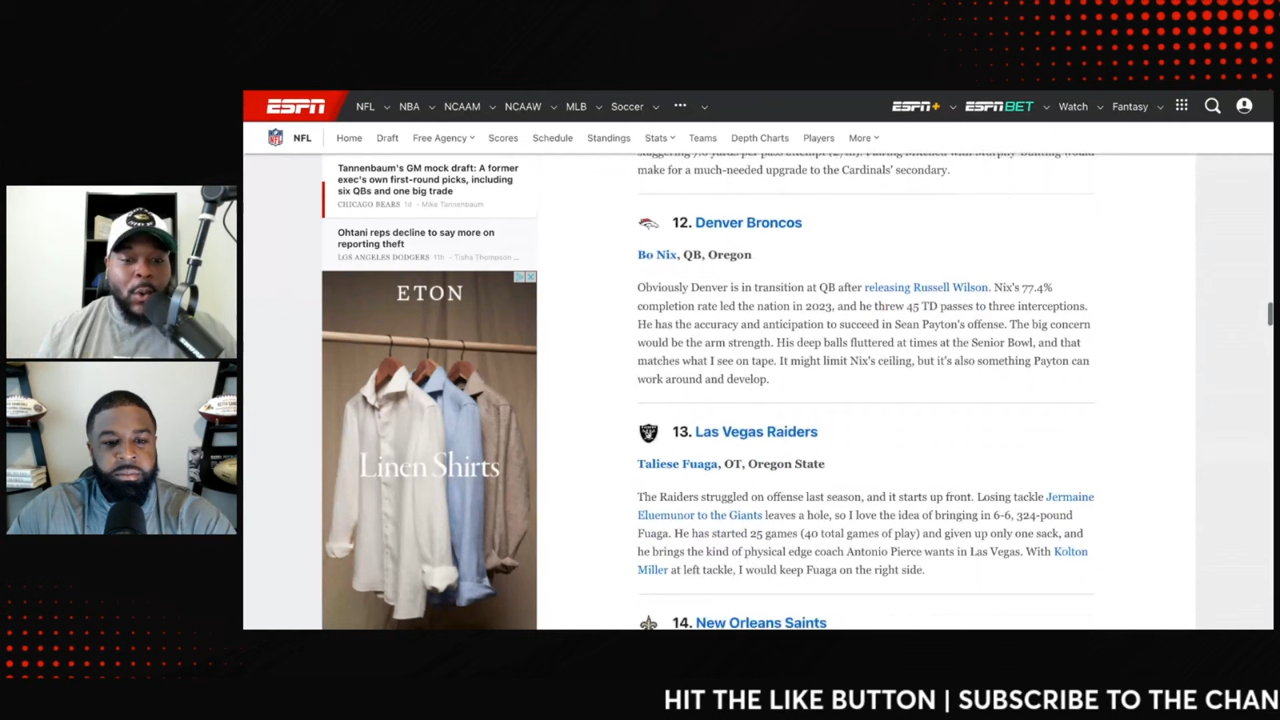 ESPN NFL NBA NCAAM NCAAW MLB Soccer ••• ESPN+ ESPN BET Watch Fantasy
NFL Home Draft Free Agency Scores Schedule Standings Stats Teams Depth Charts Players More
Tannenbaum's GM mock draft: A former
exec's own first-round picks, including
six QBs and one big trade
CHICAGO BEARS 1d - Mike Tannenbaum
Ohtani reps decline to say more on
reporting theft
LOS ANGELES DODGERS 11h - Tisha Thompson ...
ETON
Linen Shirts
make for a much-needed upgrade to the Cardinals' secondary.
12. Denver Broncos
Bo Nix, QB, Oregon
Obviously Denver is in transition at QB after releasing Russell Wilson. Nix's 77.4%
completion rate led the nation in 2023, and he threw 45 TD passes to three interceptions.
He has the accuracy and anticipation to succeed in Sean Payton's offense. The big concern
would be the arm strength. His deep balls fluttered at times at the Senior Bowl, and that
matches what I see on tape. It might limit Nix's ceiling, but it's also something Payton can
work around and develop.
13. Las Vegas Raiders
Taliese Fuaga, OT, Oregon State
The Raiders struggled on offense last season, and it starts up front. Losing tackle Jermaine
Eluemunor to the Giants leaves a hole, so I love the idea of bringing in 6-6, 324-pound
Fuaga. He has started 25 games (40 total games of play) and given up only one sack, and
he brings the kind of physical edge coach Antonio Pierce wants in Las Vegas. With Kolton
Miller at left tackle, I would keep Fuaga on the right side.
14. New Orleans Saints
HIT THE LIKE BUTTON | SUBSCRIBE TO THE CHAN